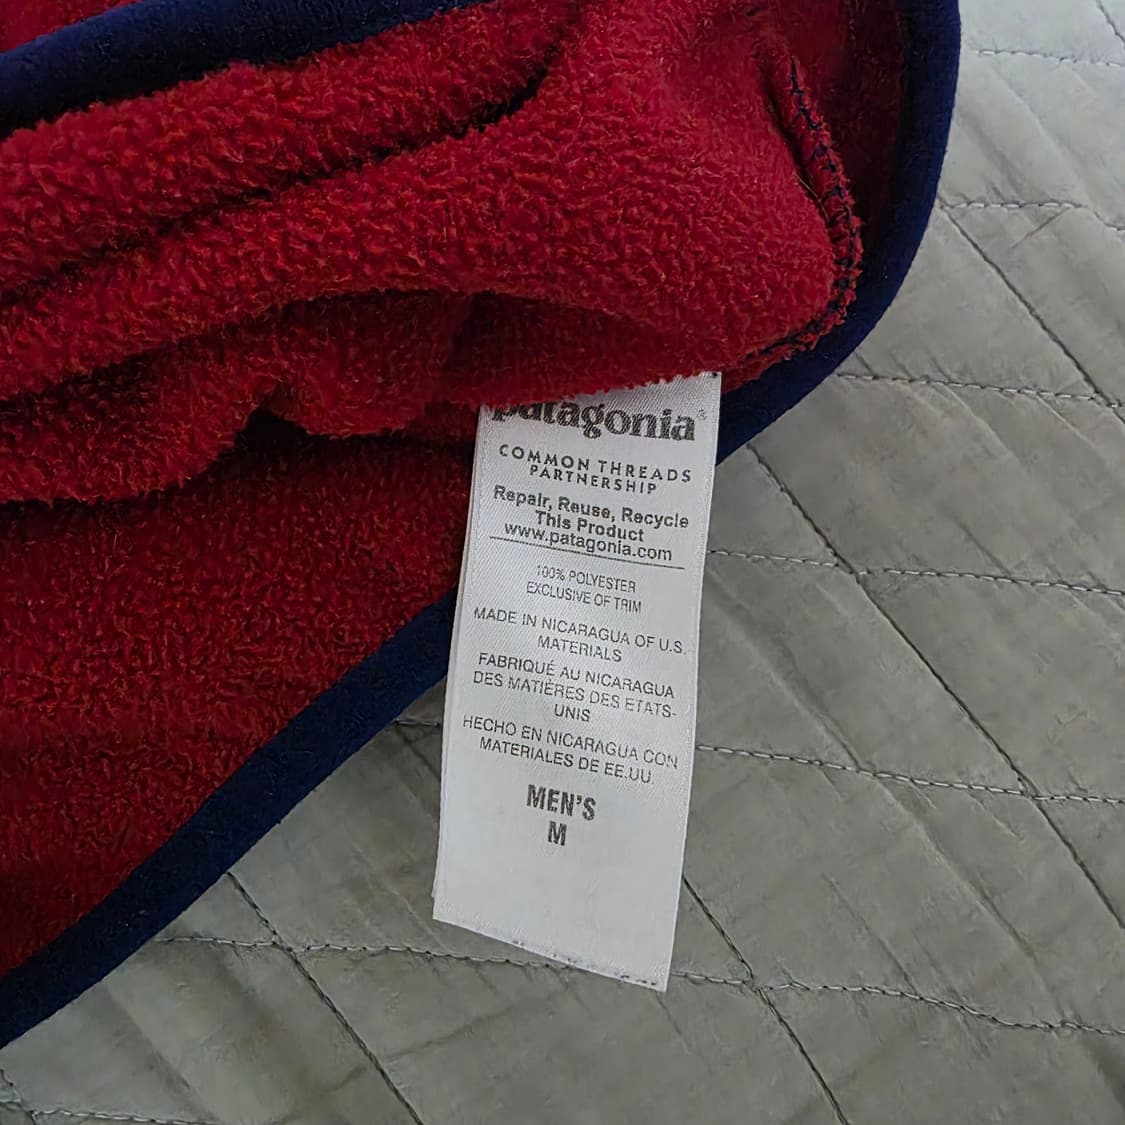 patagonia®
COMMON THREADS
PARTNERSHIP
Repair, Reuse, Recycle
This Product
www.patagonia.com
100% POLYESTER
EXCLUSIVE OF TRIM
MADE IN NICARAGUA OF U.S.
MATERIALS
FABRIQUÉ AU NICARAGUA
DES MATIÈRES DES ETATS-
UNIS
HECHO EN NICARAGUA CON
MATERIALES DE EE.UU.
MEN'S
M